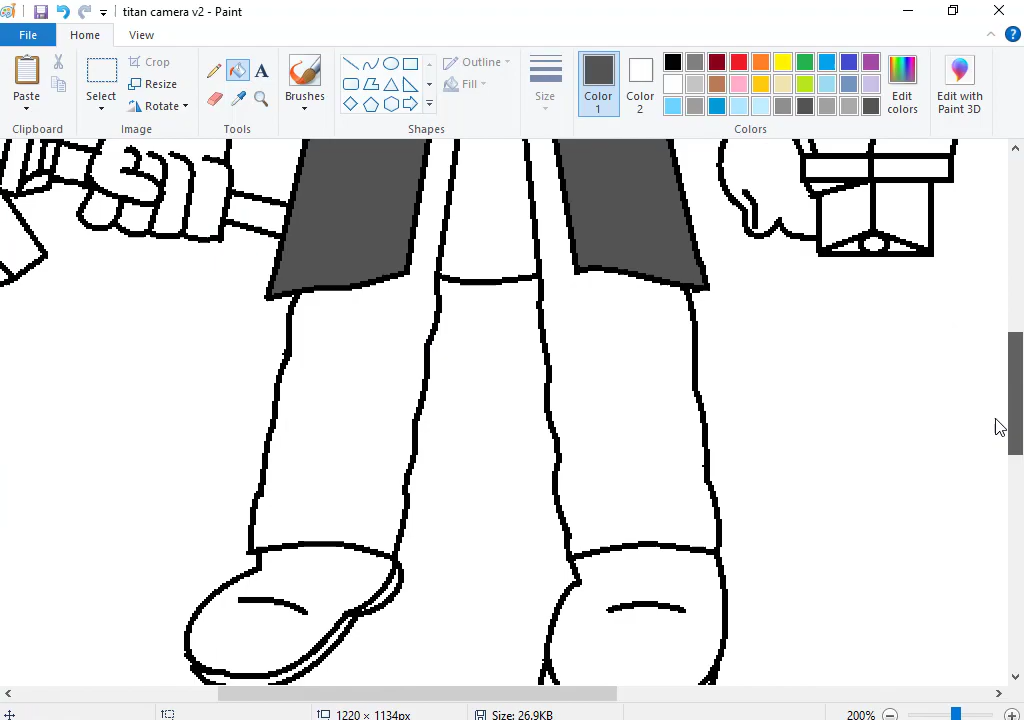 titan camera v2 - Paint
File
Home
View
Paste
Cut
Select
Crop
Resize
Rotate
A
Brushes
Outline
Fill
Size
Color
1
Color
2
Edit
colors
Edit with
Paint 3D
Clipboard
Image
Tools
Shapes
Colors
1220 × 1134px
Size: 26.9KB
200%